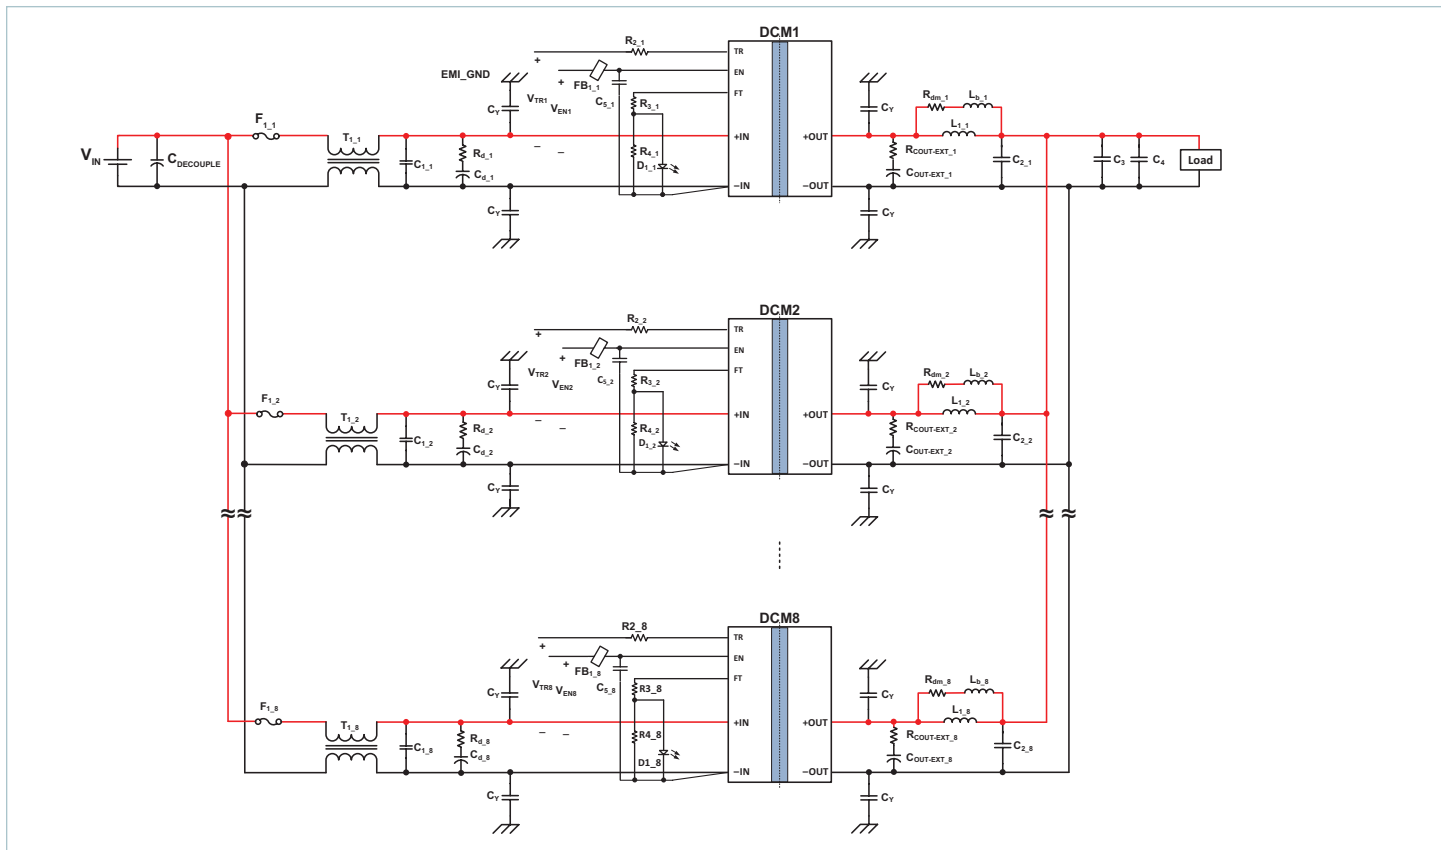 DCM1
R2_1
TR
+
EMI_GND
FB1_1
+
EN
VTR1
VEN1
C5_1
FT
CY
R3_1
CY
Rdm_1
Lb_1
F1_1
T1_1
+IN
+OUT
L1_1
VIN
CDECOUPLE
C1_1
Rd_1
Cd_1
–
–
R4_1
D1_1
RCOUT-EXT_1
COUT-EXT_1
C2_1
C3
C4
Load
–IN
–OUT
CY
CY
DCM2
R2_2
TR
+
FB1_2
+
EN
VTR2
VEN2
C5_2
FT
CY
R3_2
CY
Rdm_2
Lb_2
F1_2
T1_2
+IN
+OUT
L1_2
C1_2
Rd_2
Cd_2
–
–
R4_2
D1_2
RCOUT-EXT_2
COUT-EXT_2
C2_2
–IN
–OUT
CY
CY
≈
≈
≈
≈
DCM8
R2_8
TR
+
FB1_8
+
EN
VTR8
VEN8
C5_8
FT
CY
R3_8
CY
Rdm_8
Lb_8
F1_8
T1_8
+IN
+OUT
L1_8
C1_8
Rd_8
Cd_8
–
–
R4_8
D1_8
RCOUT-EXT_8
COUT-EXT_8
C2_8
–IN
–OUT
CY
CY